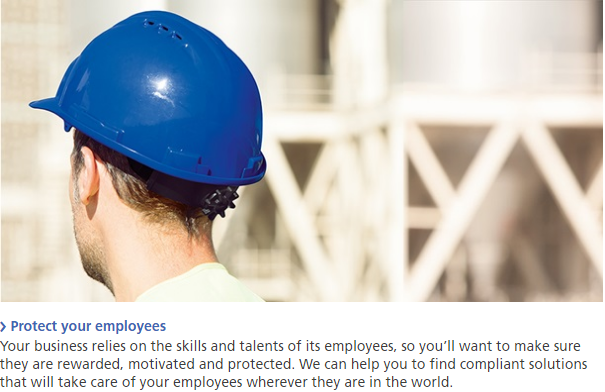 › Protect your employees
Your business relies on the skills and talents of its employees, so you’ll want to make sure
they are rewarded, motivated and protected. We can help you to find compliant solutions
that will take care of your employees wherever they are in the world.